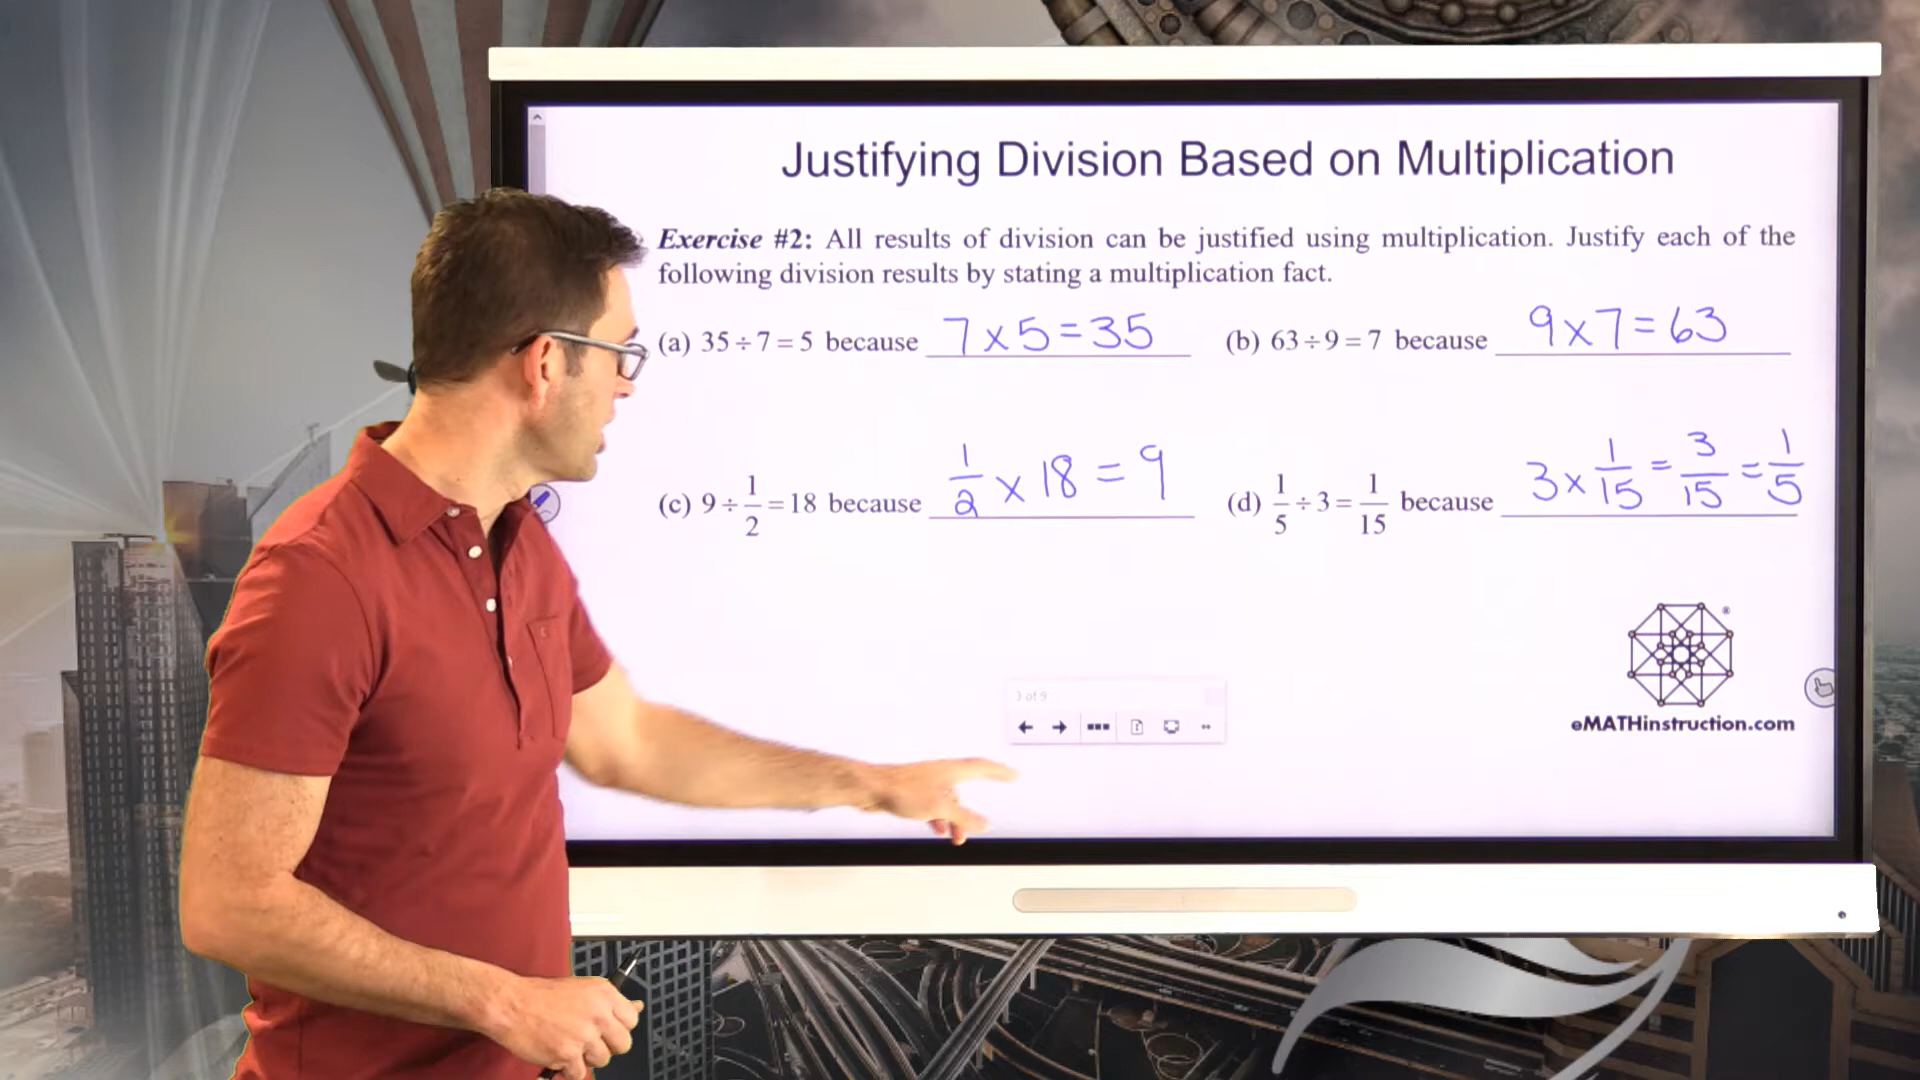 Justifying Division Based on Multiplication
Exercise #2: All results of division can be justified using multiplication. Justify each of the
following division results by stating a multiplication fact.
(a) 35 ÷ 7 = 5 because 7 x 5 = 35
(b) 63 ÷ 9 = 7 because 9 x 7 = 63
(c) 9 ÷ 1/2 = 18 because 1/2 x 18 = 9
(d) 1/5 ÷ 3 = 1/15 because 3 x 1/15 = 3/15 = 1/5
3 of 9
®
eMATHinstruction.com